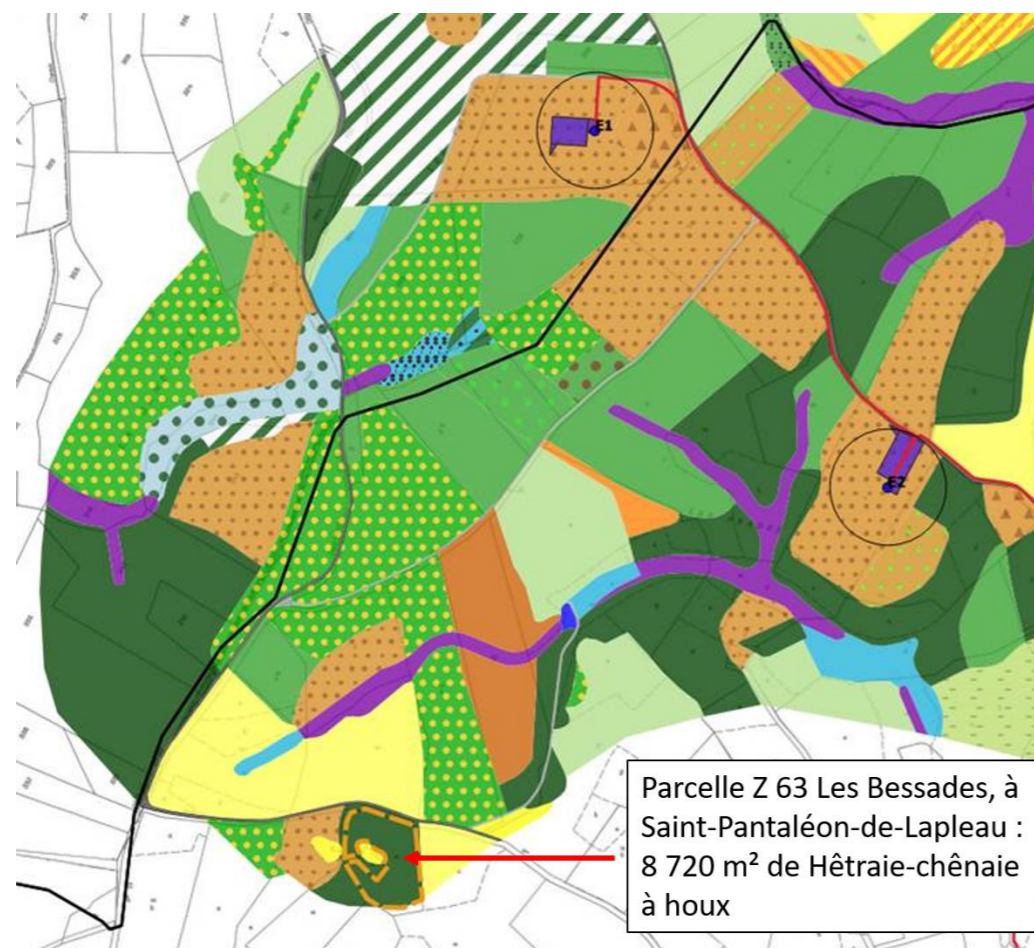 E1
E2
Parcelle Z 63 Les Bessades, à
Saint-Pantaléon-de-Lapleau :
8 720 m² de Hêtraie-chênaie
à houx